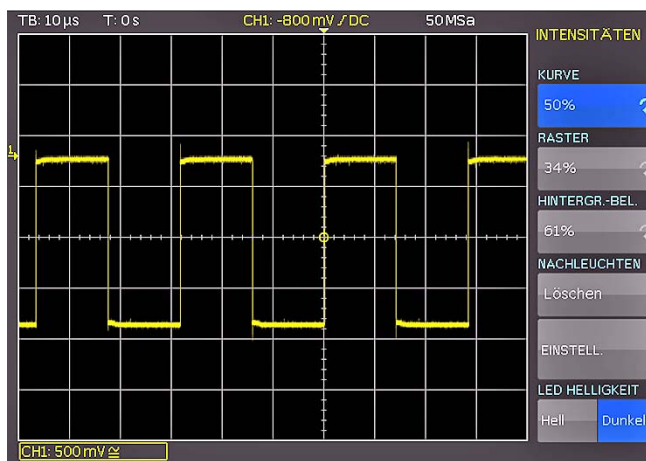 TB: 10 µs T: 0 s CH1: -800 mV DC 50 MSa
INTENSITÄTEN
KURVE
50%
RASTER
34%
HINTERGR.-BEL.
61%
NACHLEUCHTEN
Löschen
EINSTELL.
LED HELLIGKEIT
Hell Dunkel
1
CH1: 500 mV